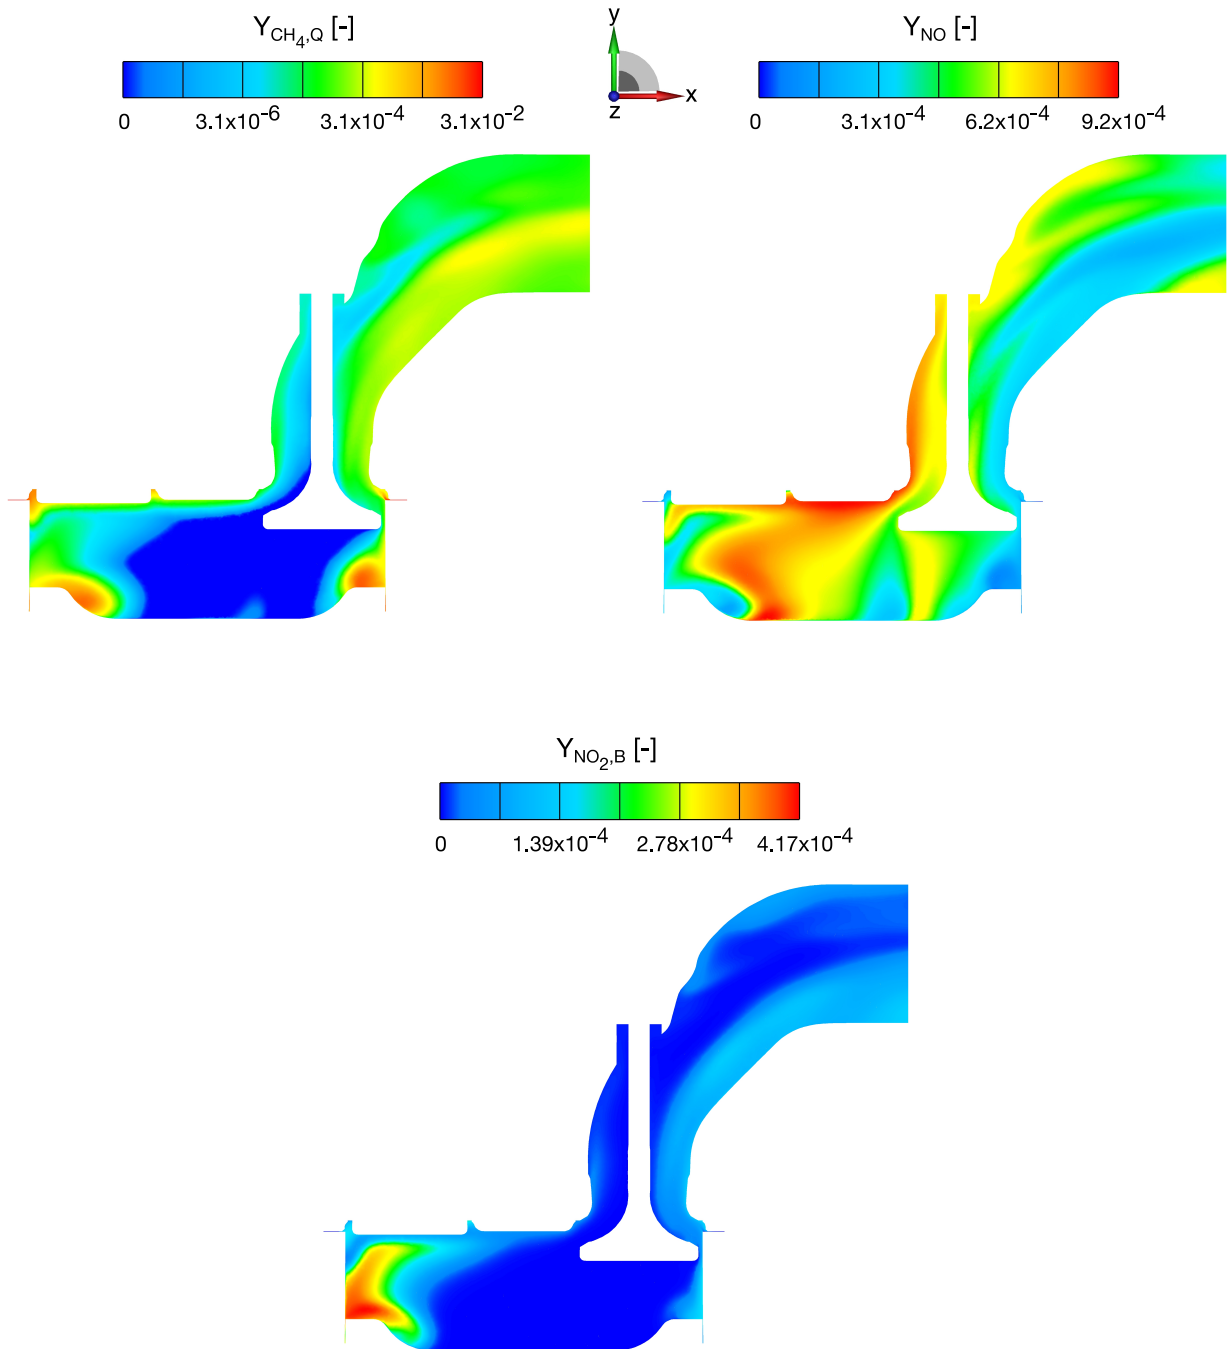 Y_CH₄,Q [-]
0 3.1x10⁻⁶ 3.1x10⁻⁴ 3.1x10⁻²
y
x
z
Y_NO [-]
0 3.1x10⁻⁴ 6.2x10⁻⁴ 9.2x10⁻⁴
Y_NO₂,B [-]
0 1.39x10⁻⁴ 2.78x10⁻⁴ 4.17x10⁻⁴